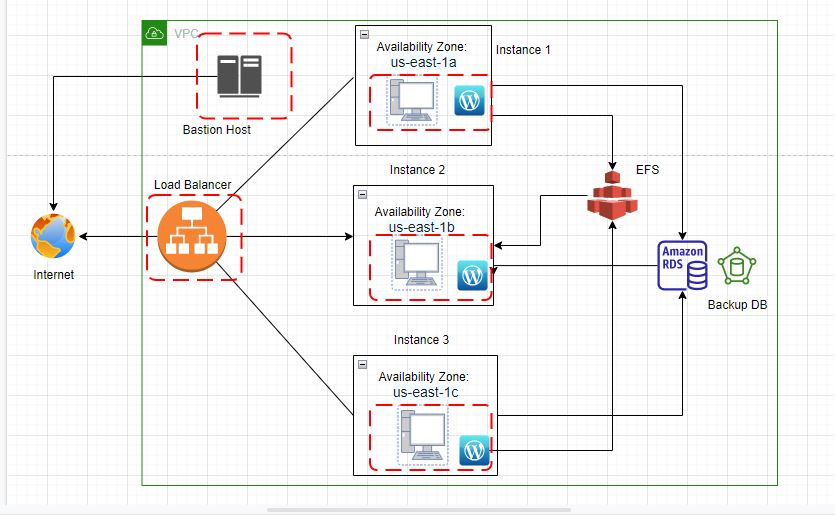 VPC
Instance 1
Availability Zone:
us-east-1a
Bastion Host
Instance 2
EFS
Load Balancer
Availability Zone:
us-east-1b
Amazon
RDS
Internet
Backup DB
Instance 3
Availability Zone:
us-east-1c